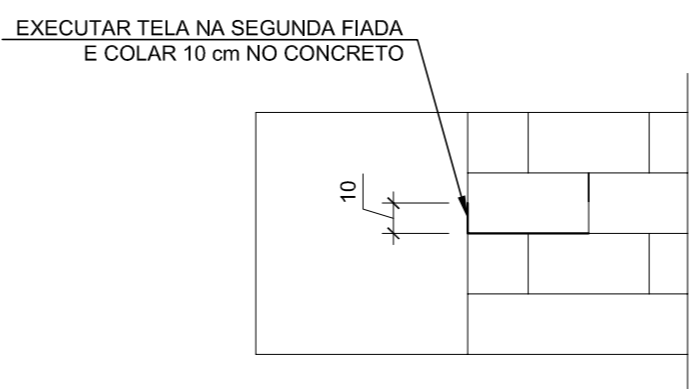 EXECUTAR TELA NA SEGUNDA FIADA
E COLAR 10 cm NO CONCRETO
10